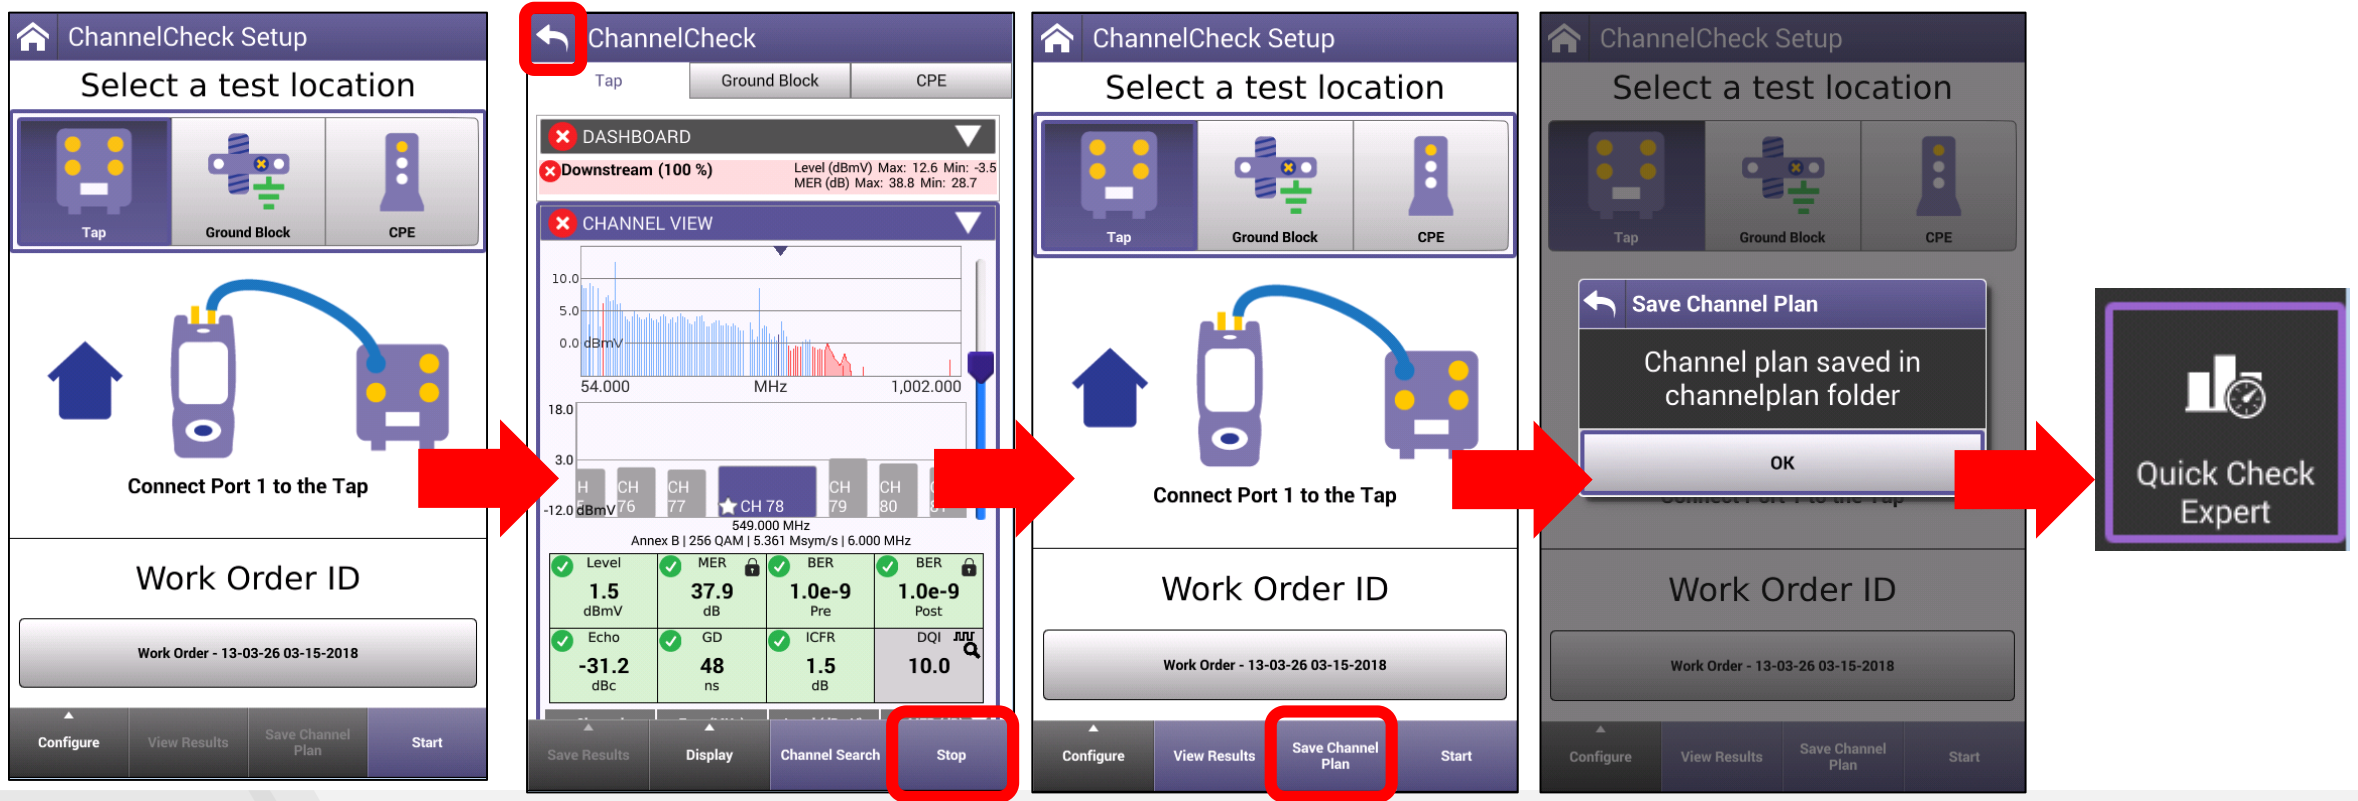 ChannelCheck Setup
Select a test location
Tap
Ground Block
CPE
Connect Port 1 to the Tap
Work Order ID
Work Order - 13-03-26 03-15-2018
Configure
View Results
Save Channel
Plan
Start
ChannelCheck
Tap
Ground Block
CPE
DASHBOARD
Downstream (100 %)
Level (dBmV) Max: 12.6 Min: -3.5
MER (dB) Max: 38.8 Min: 28.7
CHANNEL VIEW
10.0
5.0
0.0 dBmV
54.000 MHz 1,002.000
18.0
3.0
-12.0 dBmV
CH
76
CH
77
CH 78
CH
79
CH
80
549.000 MHz
Annex B | 256 QAM | 5.361 Msym/s | 6.000 MHz
Level
1.5
dBmV
MER
37.9
dB
BER
1.0e-9
Pre
BER
1.0e-9
Post
Echo
-31.2
dBc
GD
48
ns
ICFR
1.5
dB
DQI
10.0
Save Results
Display
Channel Search
Stop
ChannelCheck Setup
Select a test location
Tap
Ground Block
CPE
Connect Port 1 to the Tap
Work Order ID
Work Order - 13-03-26 03-15-2018
Configure
View Results
Save Channel
Plan
Start
ChannelCheck Setup
Select a test location
Tap
Ground Block
CPE
Save Channel Plan
Channel plan saved in
channelplan folder
OK
Connect Port 1 to the Tap
Work Order ID
Work Order - 13-03-26 03-15-2018
Configure
View Results
Save Channel
Plan
Start
Quick Check
Expert